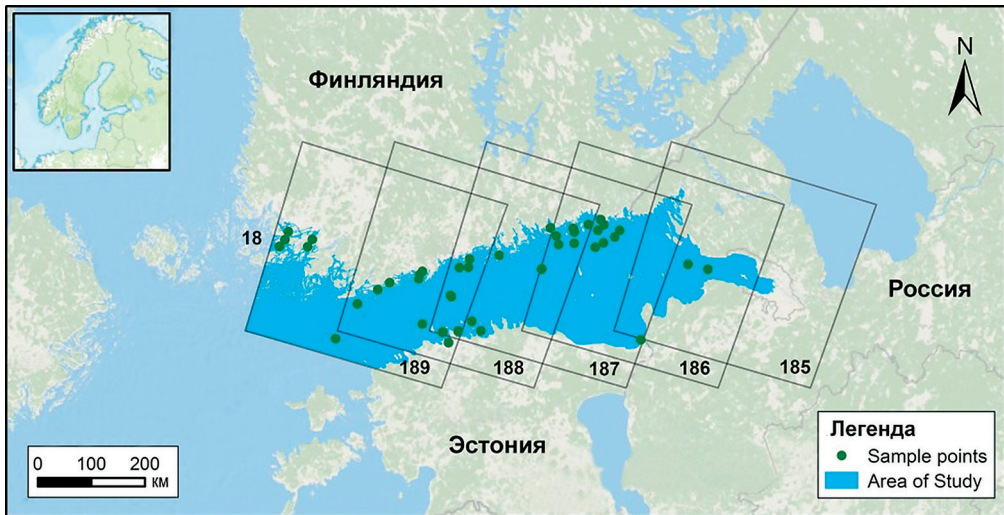 Финляндия
N
18
Россия
189
188
187
186
185
Эстония
0 100 200
КМ
Легенда
Sample points
Area of Study